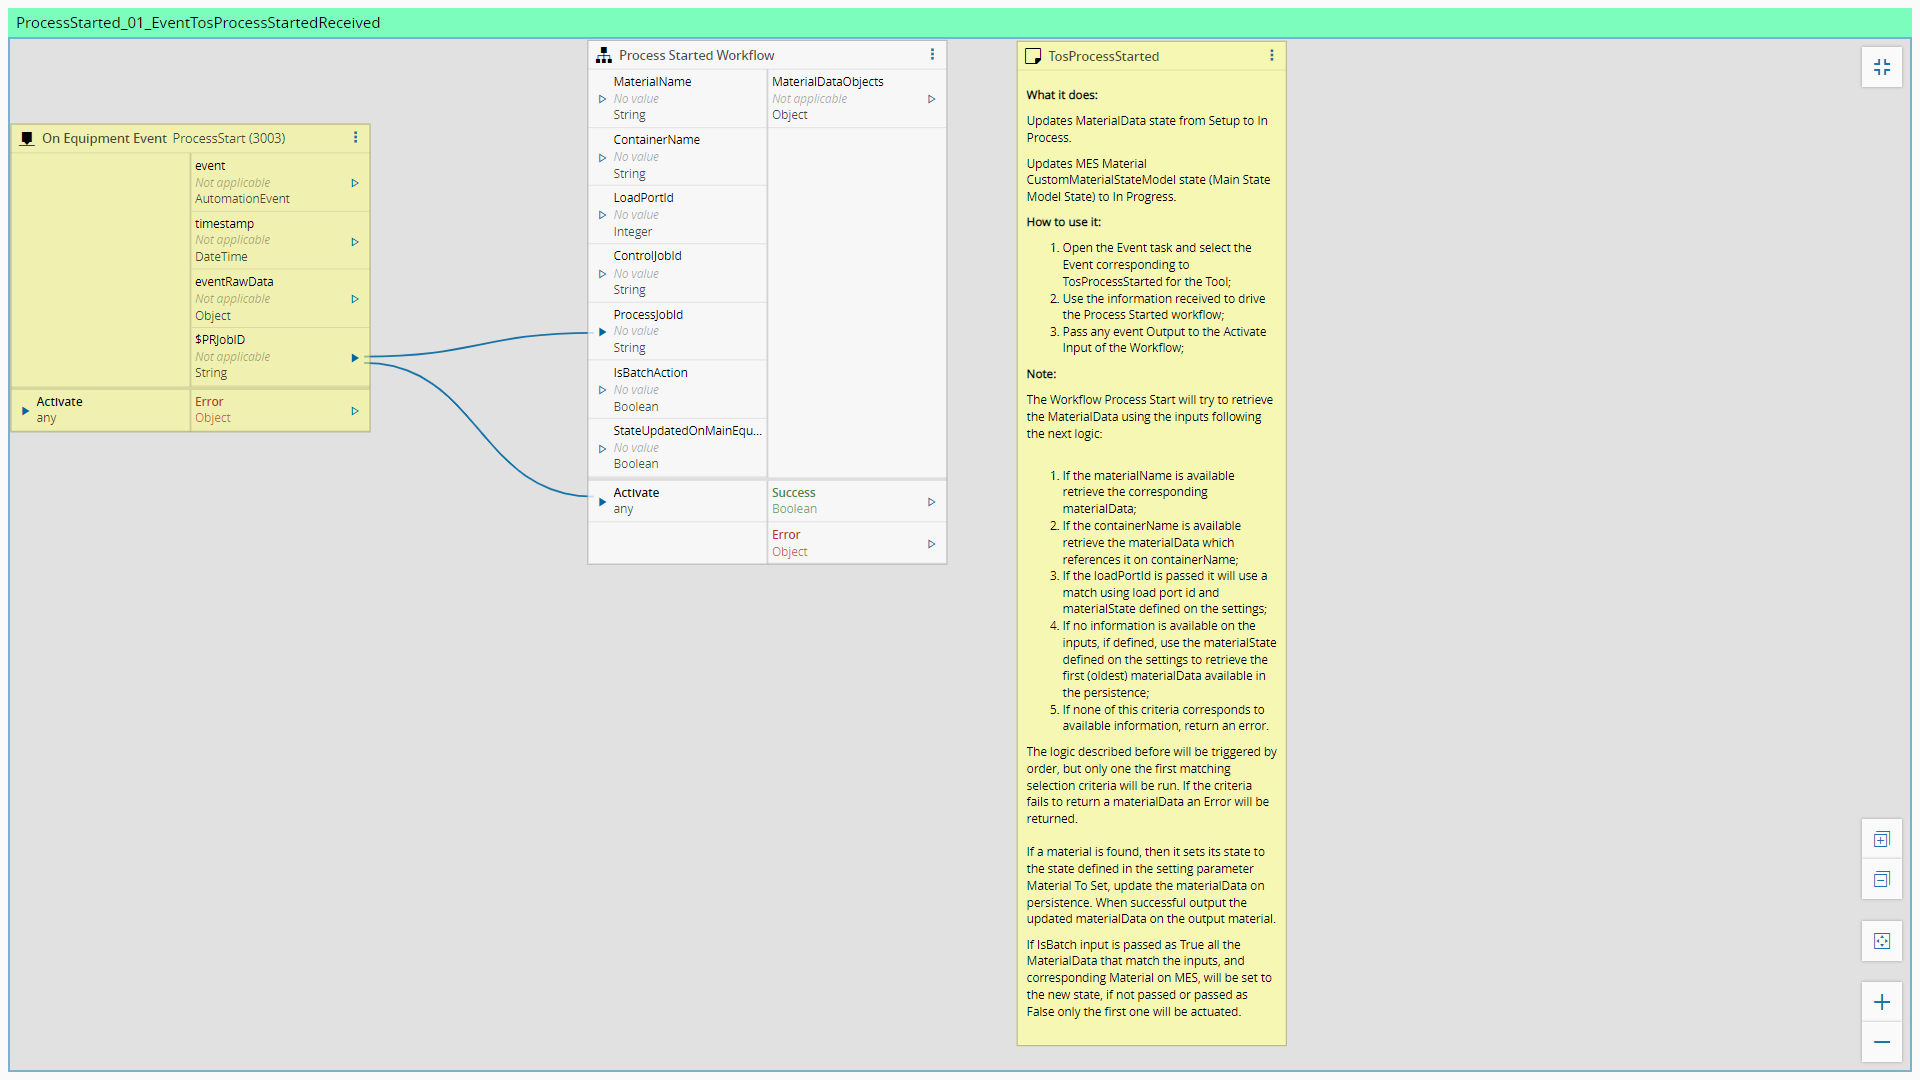 ProcessStarted_01_EventTosProcessStartedReceived
On Equipment Event ProcessStart (3003)
event
Not applicable
AutomationEvent
timestamp
Not applicable
DateTime
eventRawData
Not applicable
Object
$PRJobID
Not applicable
String
Activate
any
Error
Object
Process Started Workflow
MaterialName
No value
String
ContainerName
No value
String
LoadPortId
No value
Integer
ControlJobId
No value
String
ProcessJobId
No value
String
IsBatchAction
No value
Boolean
StateUpdatedOnMainEqu...
No value
Boolean
MaterialDataObjects
Not applicable
Object
Activate
any
Success
Boolean
Error
Object
TosProcessStarted
What it does:
Updates MaterialData state from Setup to In
Process.
Updates MES Material
CustomMaterialStateModel state (Main State
Model State) to In Progress.
How to use it:
1. Open the Event task and select the
Event corresponding to
TosProcessStarted for the Tool;
2. Use the information received to drive
the Process Started workflow;
3. Pass any event Output to the Activate
Input of the Workflow;
Note:
The Workflow Process Start will try to retrieve
the MaterialData using the inputs following
the next logic:
1. If the materialName is available
retrieve the corresponding
materialData;
2. If the containerName is available
retrieve the materialData which
references it on containerName;
3. If the loadPortId is passed it will use a
match using load port id and
materialState defined on the settings;
4. If no information is available on the
inputs, if defined, use the materialState
defined on the settings to retrieve the
first (oldest) materialData available in
the persistence;
5. If none of this criteria corresponds to
available information, return an error.
The logic described before will be triggered by
order, but only one the first matching
selection criteria will be run. If the criteria
fails to return a materialData an Error will be
returned.
If a material is found, then it sets its state to
the state defined in the setting parameter
Material To Set, update the materialData on
persistence. When successful output the
updated materialData on the output material.
If IsBatch input is passed as True all the
MaterialData that match the inputs, and
corresponding Material on MES, will be set to
the new state, if not passed or passed as
False only the first one will be actuated.